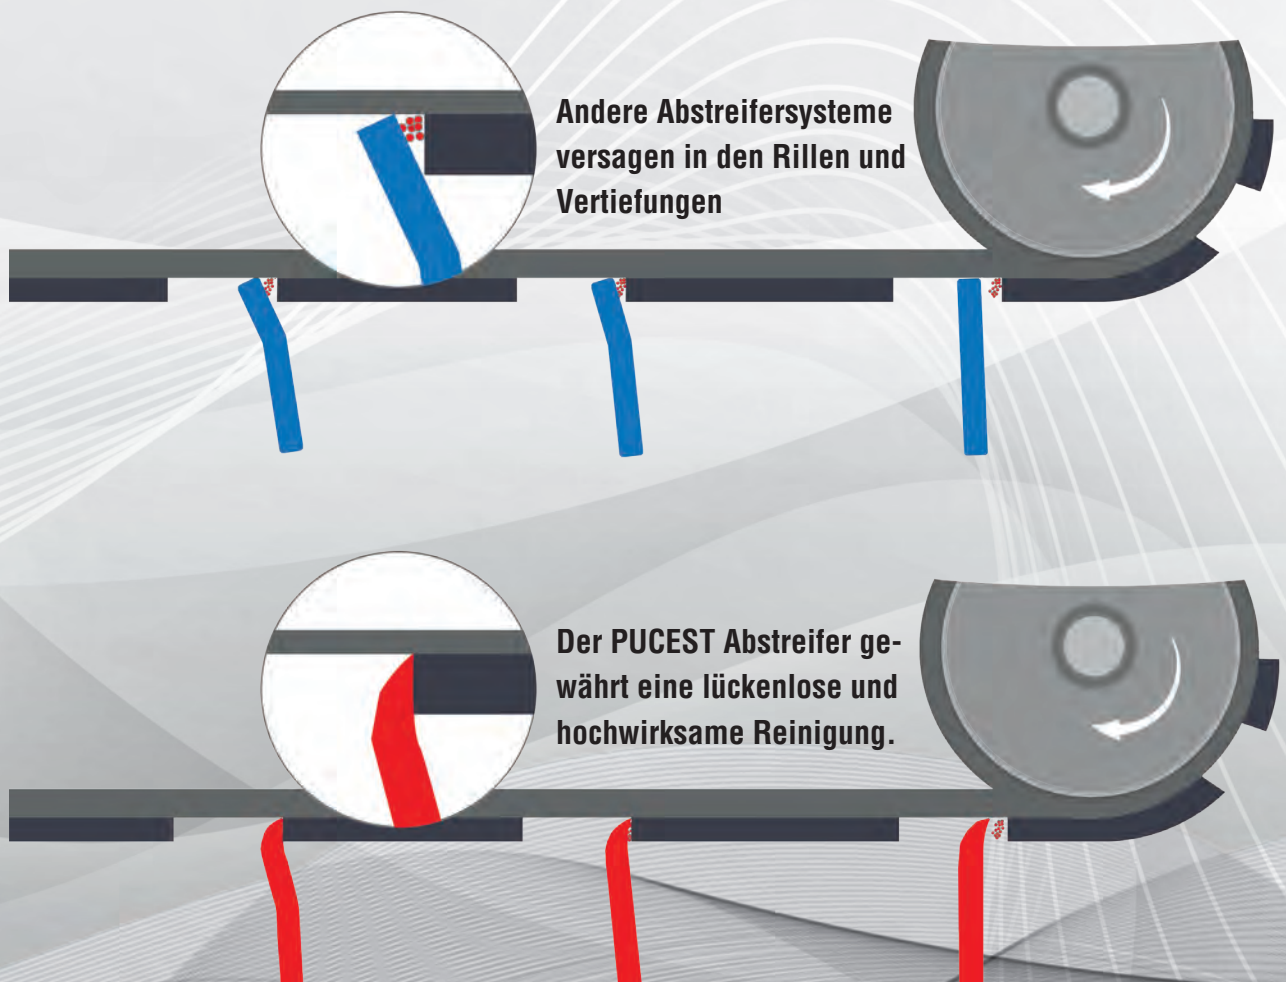 Andere Abstreifersysteme
versagen in den Rillen und
Vertiefungen
Der PUCEST Abstreifer ge-
währt eine lückenlose und
hochwirksame Reinigung.